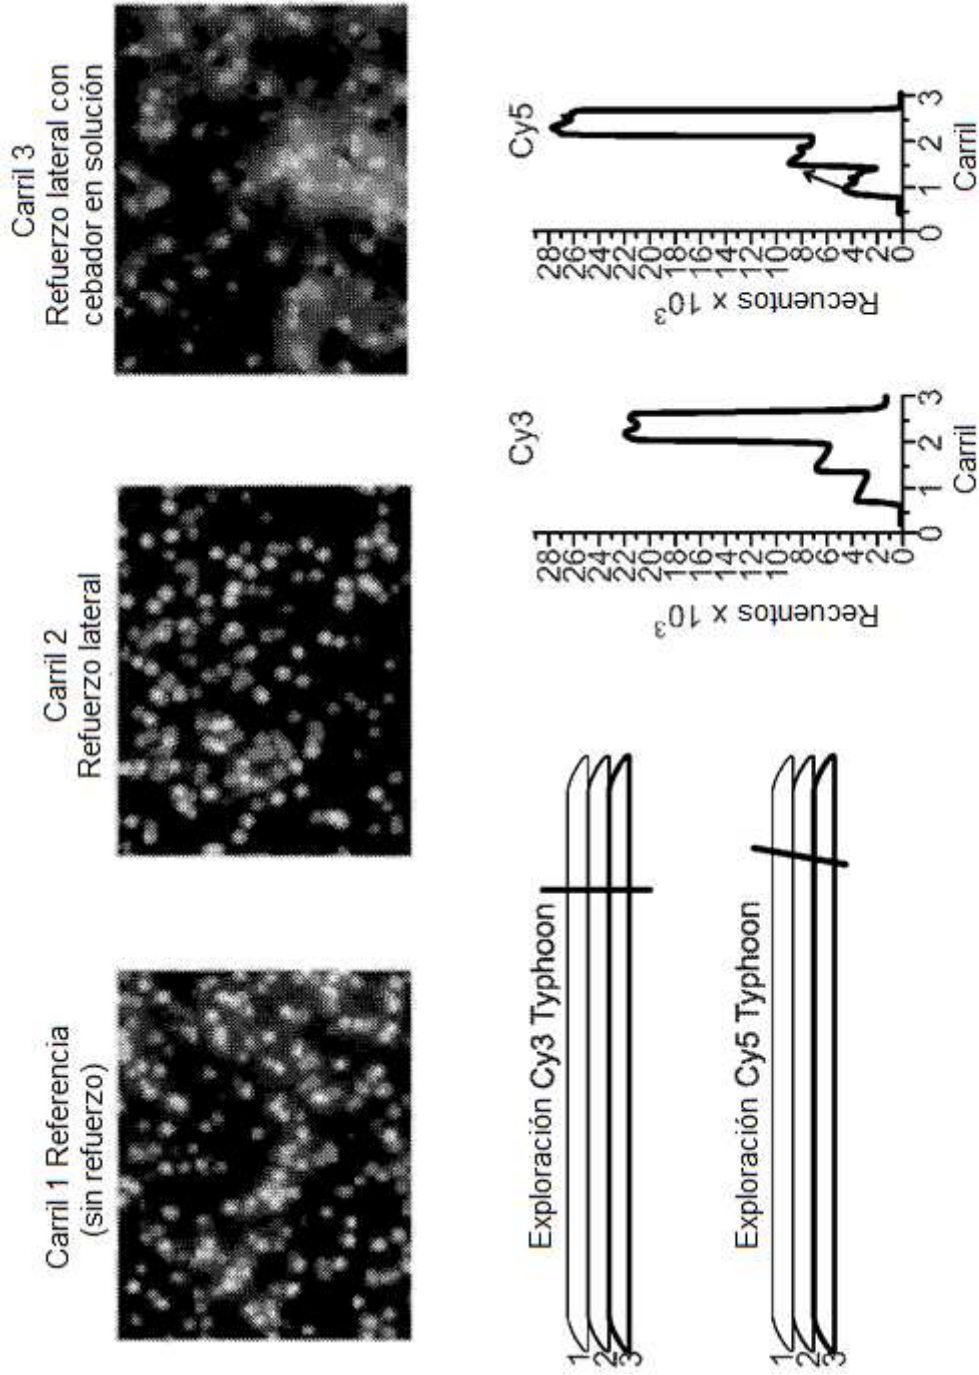 Carril 1 Referencia
(sin refuerzo)
Carril 2
Refuerzo lateral
Carril 3
Refuerzo lateral con
cebador en solución
Exploración Cy3 Typhoon
1
2
3
Exploración Cy5 Typhoon
1
2
3
Cy3
Recuentos x 10³
28
26
24
22
20
18
16
14
12
10
8
6
4
2
0
0 1 2 3
Carril
Cy5
Recuentos x 10³
28
26
24
22
20
18
16
14
12
10
8
6
4
2
0
0 1 2 3
Carril